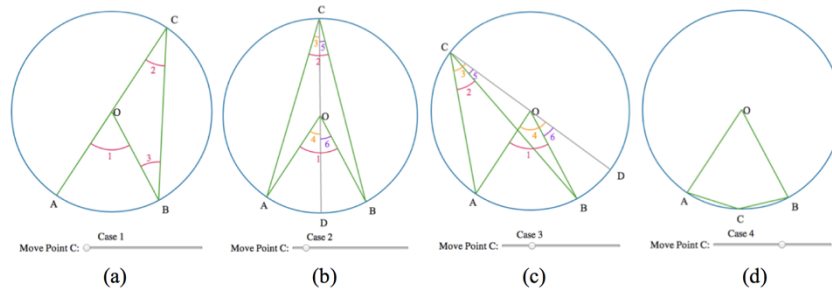 C
2
O
1
3
A
B
Case 1
Move Point C:
(a)
C
3
5
2
O
4
6
1
A
B
D
Case 2
Move Point C:
(b)
C
3
5
2
O
4
6
1
D
A
B
Case 3
Move Point C:
(c)
O
A
B
C
Case 4
Move Point C:
(d)